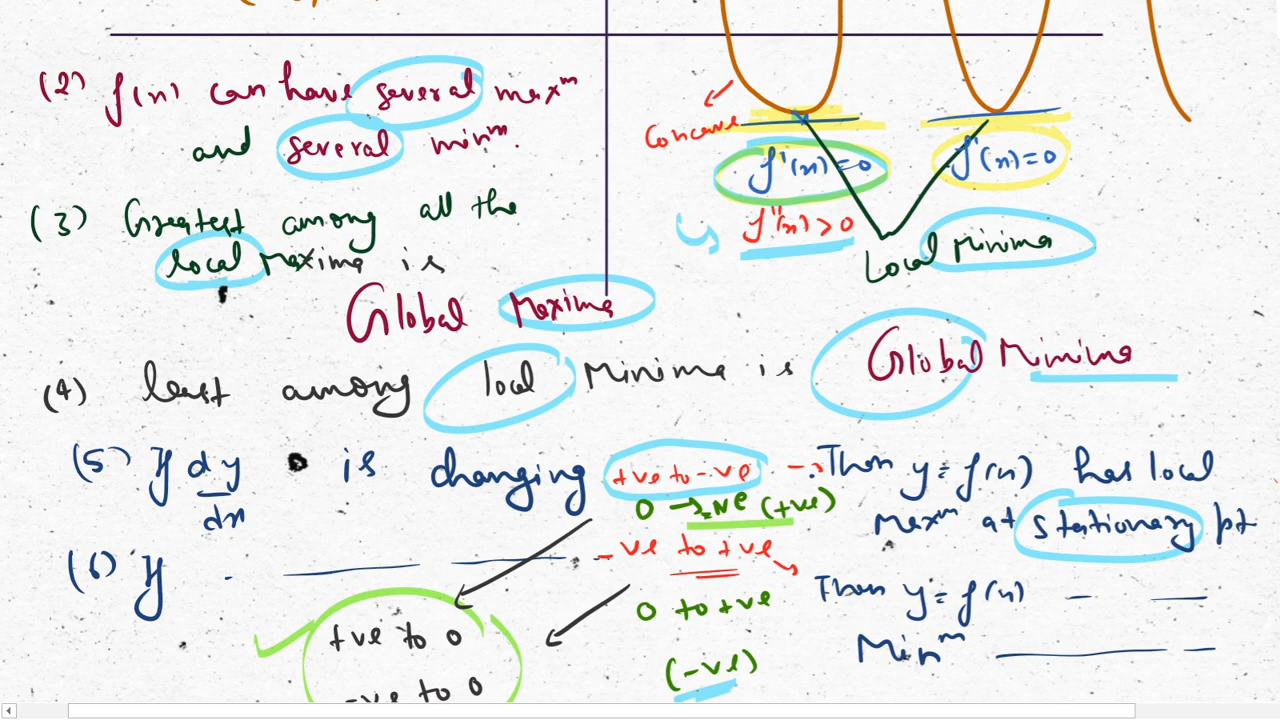 (2) f(x) can have several maxᵐ
and several minᵐ.
Concave
f'(x)=0
f'(x)=0
f''(x)>0
Local Minima
(3) Greatest among all the
local Maxima is
Global Maxima
(4) least among local Minima is Global Minima
(5) If dy/dx is changing +ve to -ve → Then y=f(x) has local
0 → -ve (+ve) Maxᵐ at stationary pt
(6) If - —— —— -ve to +ve → Then y=f(x) — —
0 to +ve
Minᵐ ——— —
+ve to 0
(-ve)
-ve to 0